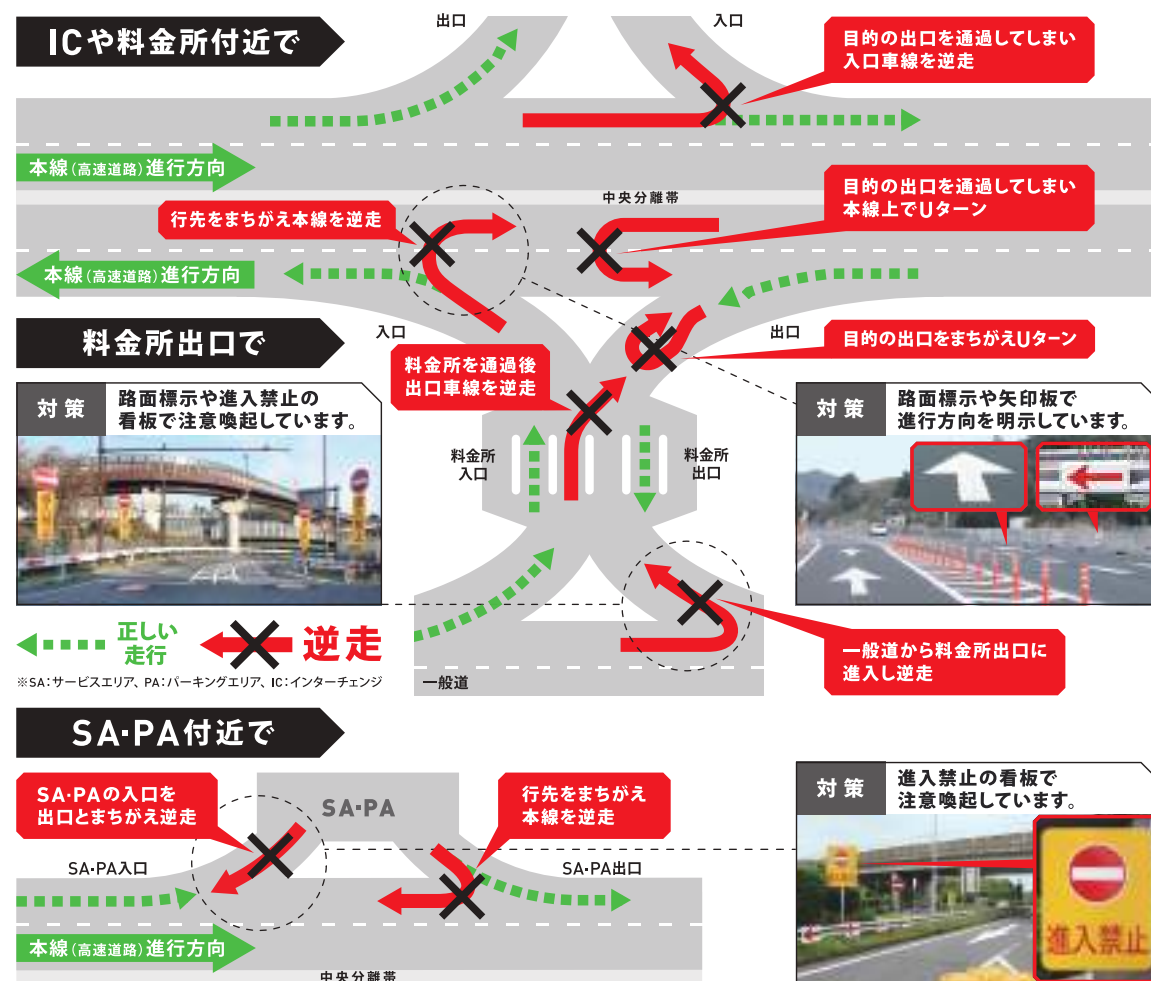 ICや料金所付近で
出口
入口
目的の出口を通過してしまい
入口車線を逆走
本線(高速道路)進行方向
中央分離帯
目的の出口を通過してしまい
本線上でUターン
行先をまちがえ本線を逆走
本線(高速道路)進行方向
入口
出口
料金所出口で
目的の出口をまちがえUターン
料金所を通過後
出口車線を逆走
対策
路面標示や進入禁止の
看板で注意喚起しています。
対策
路面標示や矢印板で
進行方向を明示しています。
料金所
入口
料金所
出口
正しい
走行
逆走
一般道から料金所出口に
進入し逆走
※SA:サービスエリア、PA:パーキングエリア、IC:インターチェンジ
一般道
SA・PA付近で
SA・PAの入口を
出口とまちがえ逆走
SA・PA
行先をまちがえ
本線を逆走
対策
進入禁止の看板で
注意喚起しています。
SA・PA入口
SA・PA出口
進入禁止
本線(高速道路)進行方向
中央分離帯